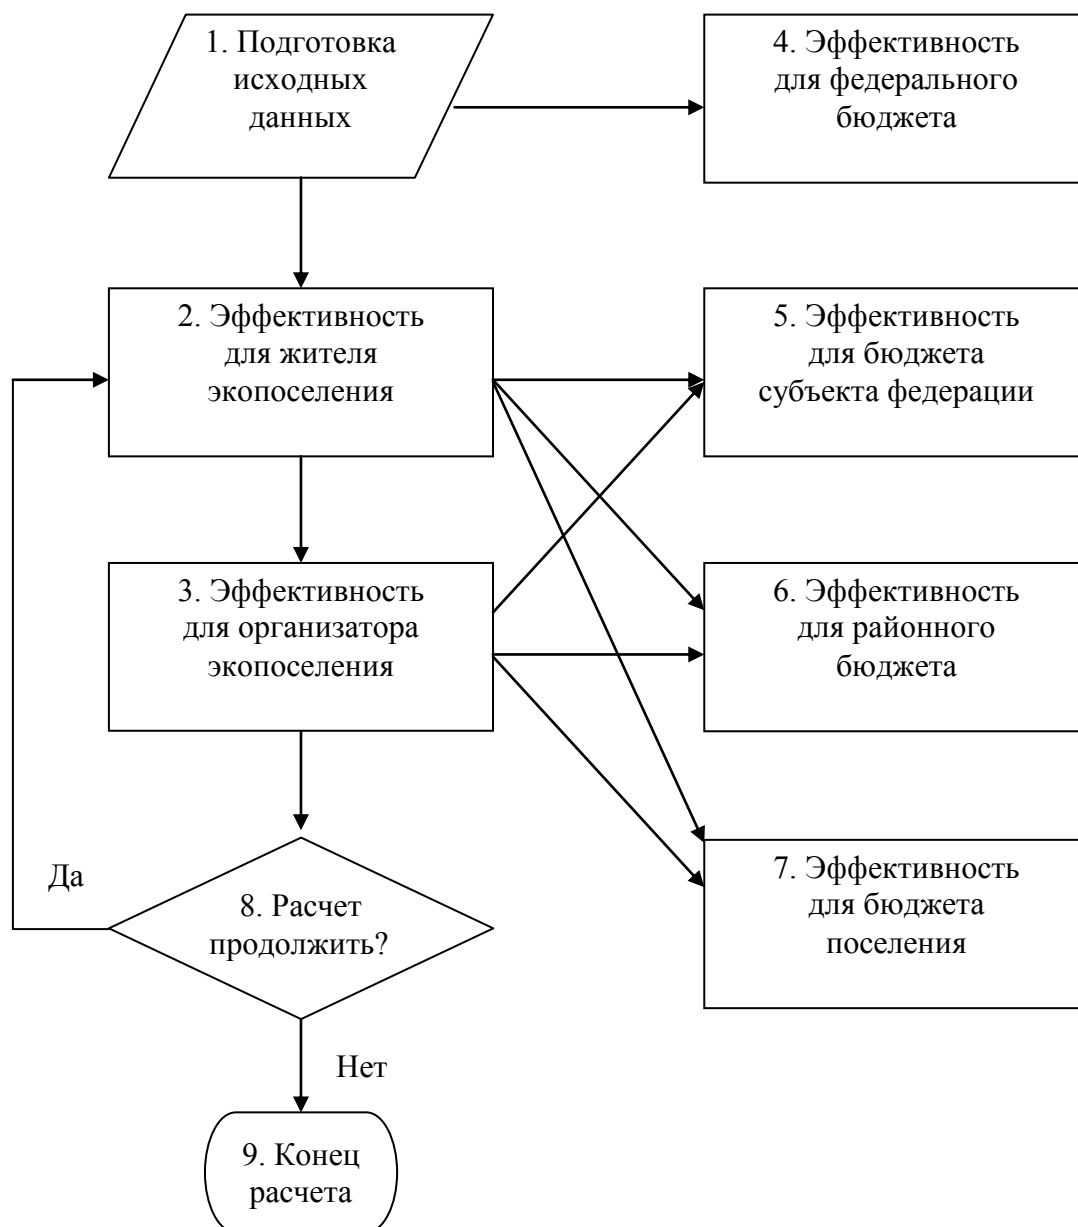 1. Подготовка
исходных
данных
4. Эффективность
для федерального
бюджета
2. Эффективность
для жителя
экопоселения
5. Эффективность
для бюджета
субъекта федерации
3. Эффективность
для организатора
экопоселения
6. Эффективность
для районного
бюджета
Да
8. Расчет
продолжить?
7. Эффективность
для бюджета
поселения
Нет
9. Конец
расчета